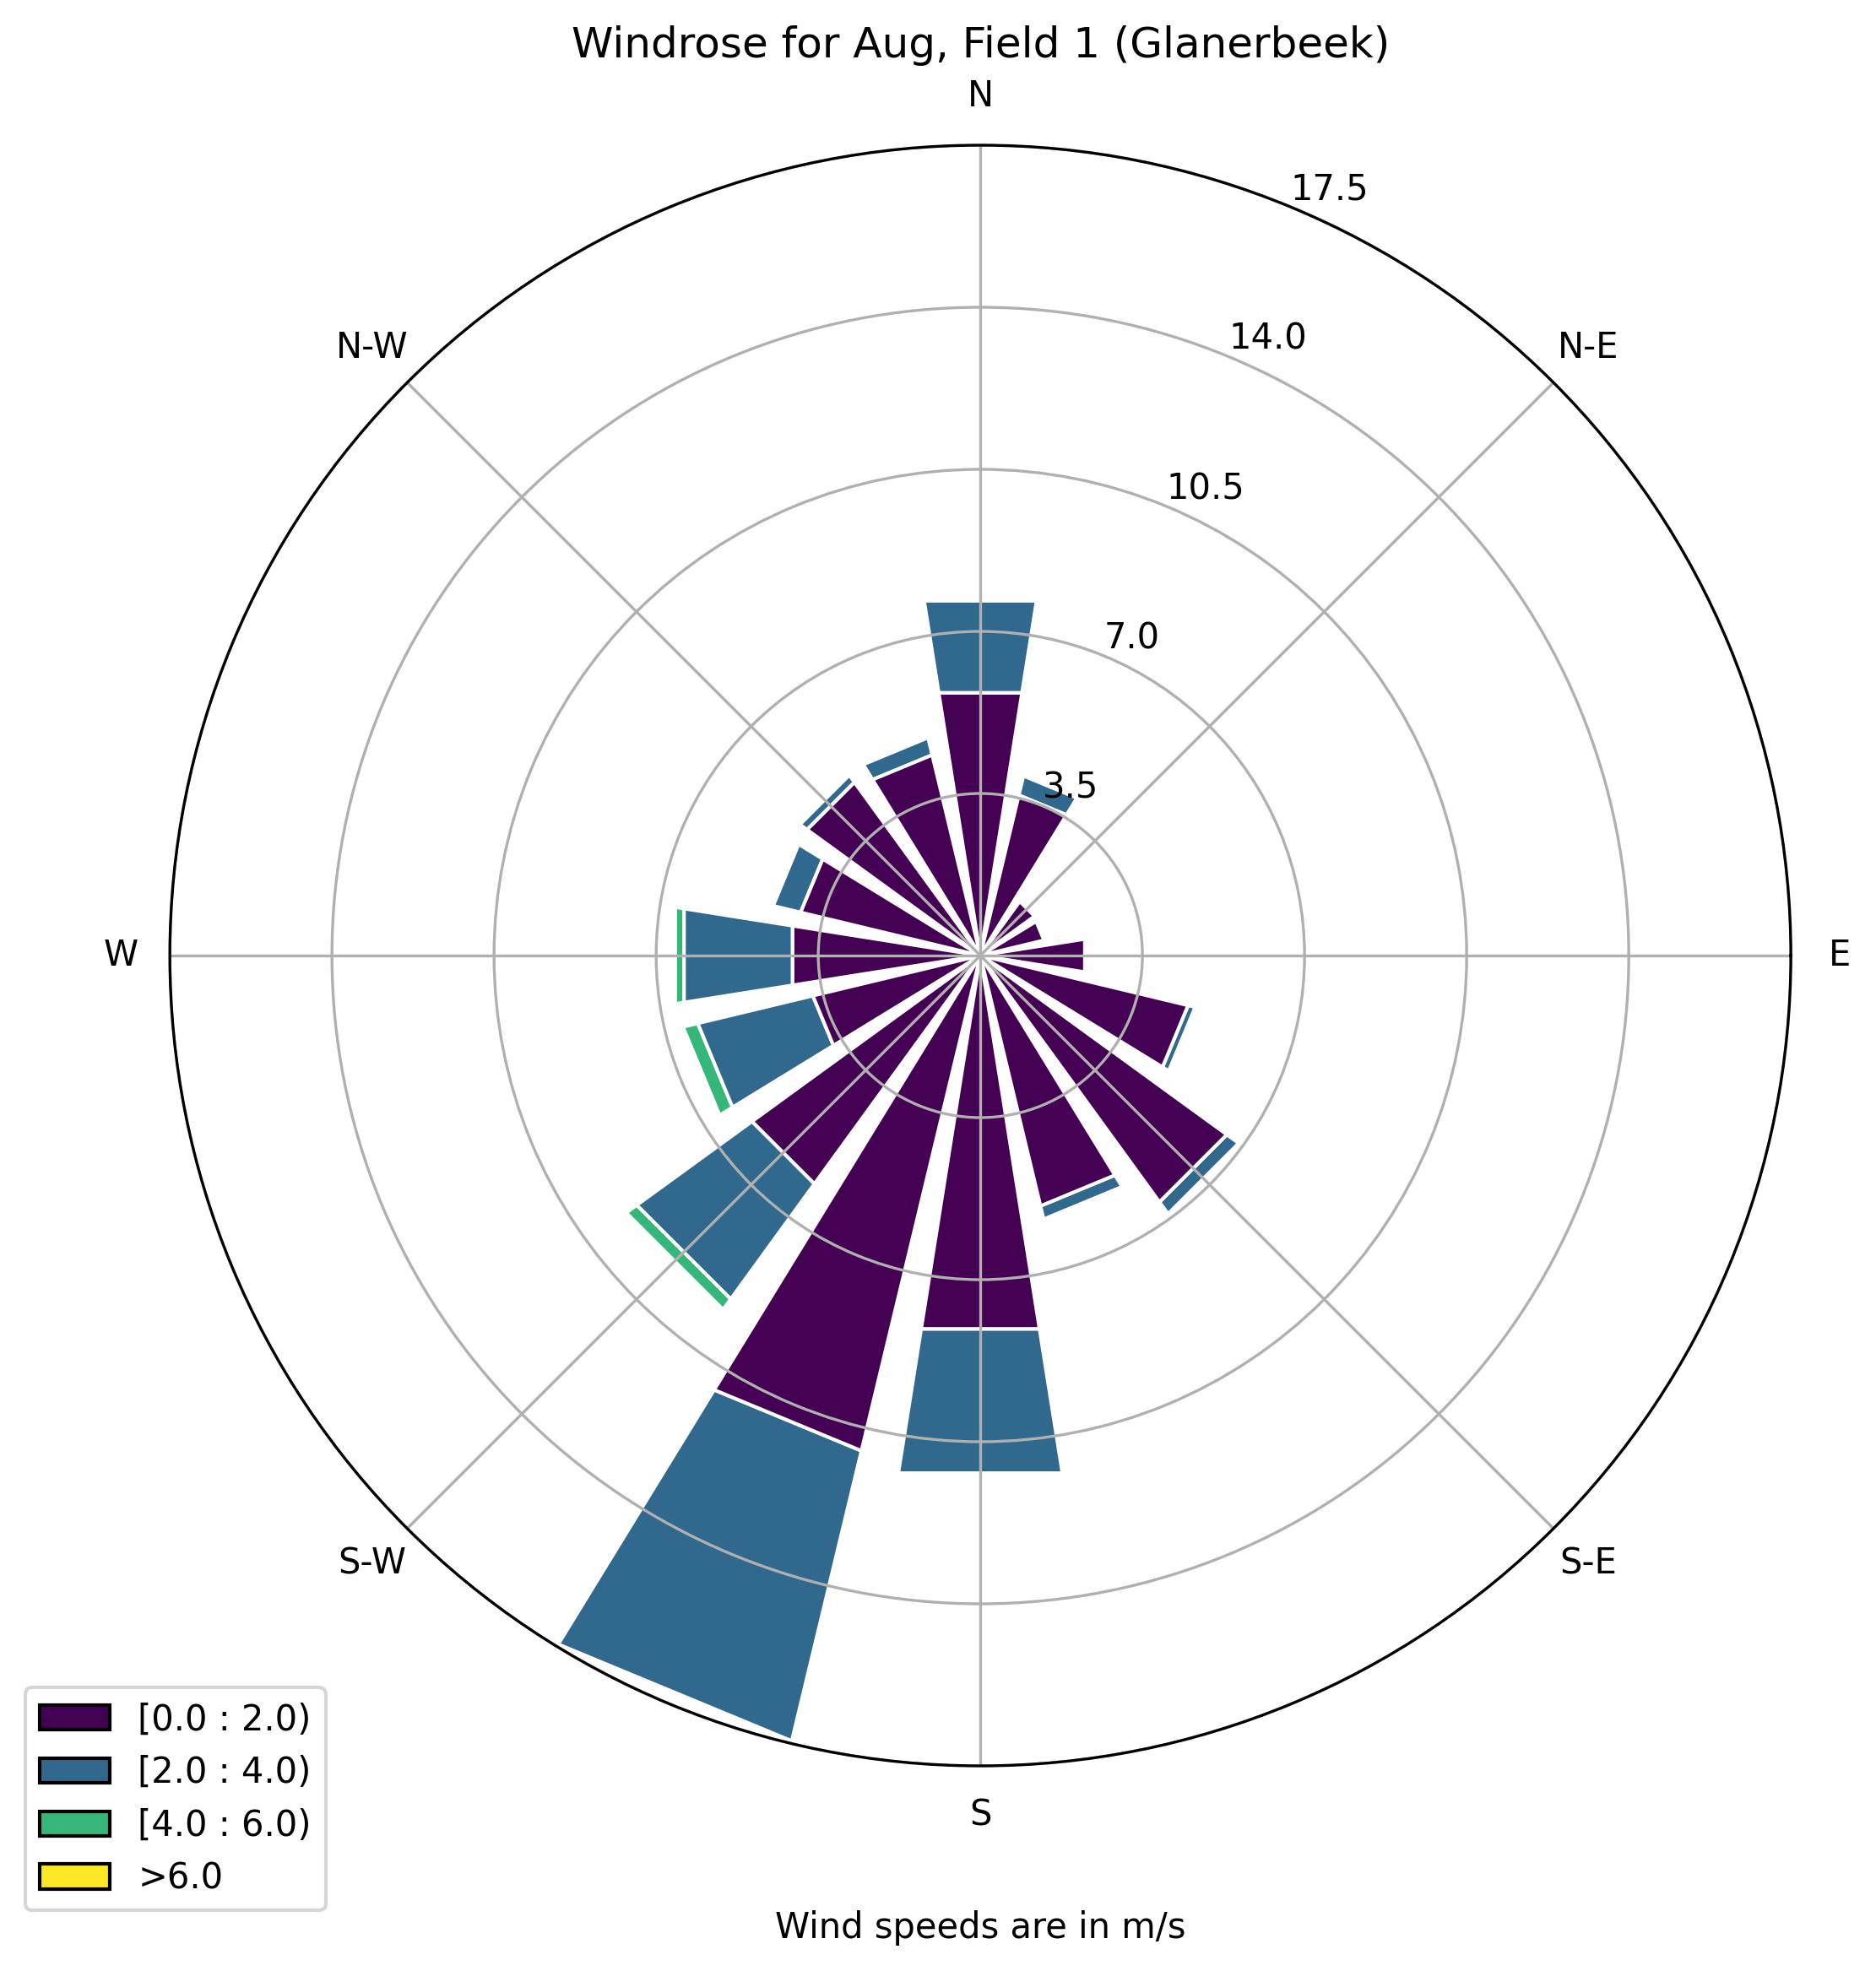 Windrose for Aug, Field 1 (Glanerbeek)
N
17.5
14.0
N-W
N-E
10.5
7.0
3.5
W
E
S-W
S-E
[0.0 : 2.0)
[2.0 : 4.0)
S
[4.0 : 6.0)
>6.0
Wind speeds are in m/s